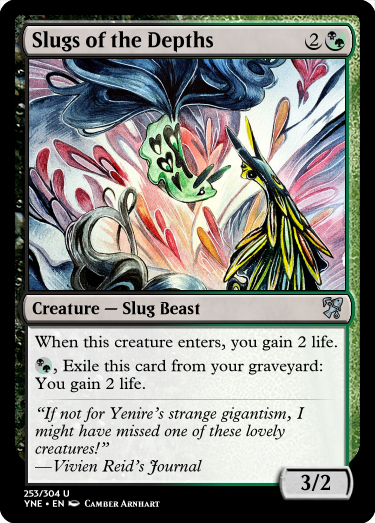 Slugs of the Depths 2
Creature — Slug Beast
When this creature enters, you gain 2 life.
, Exile this card from your graveyard:
You gain 2 life.
“If not for Yenire’s strange gigantism, I
might have missed one of these lovely
creatures!”
—Vivien Reid’s Journal
3/2
253/304 U
YNE • EN Camber Arnhart